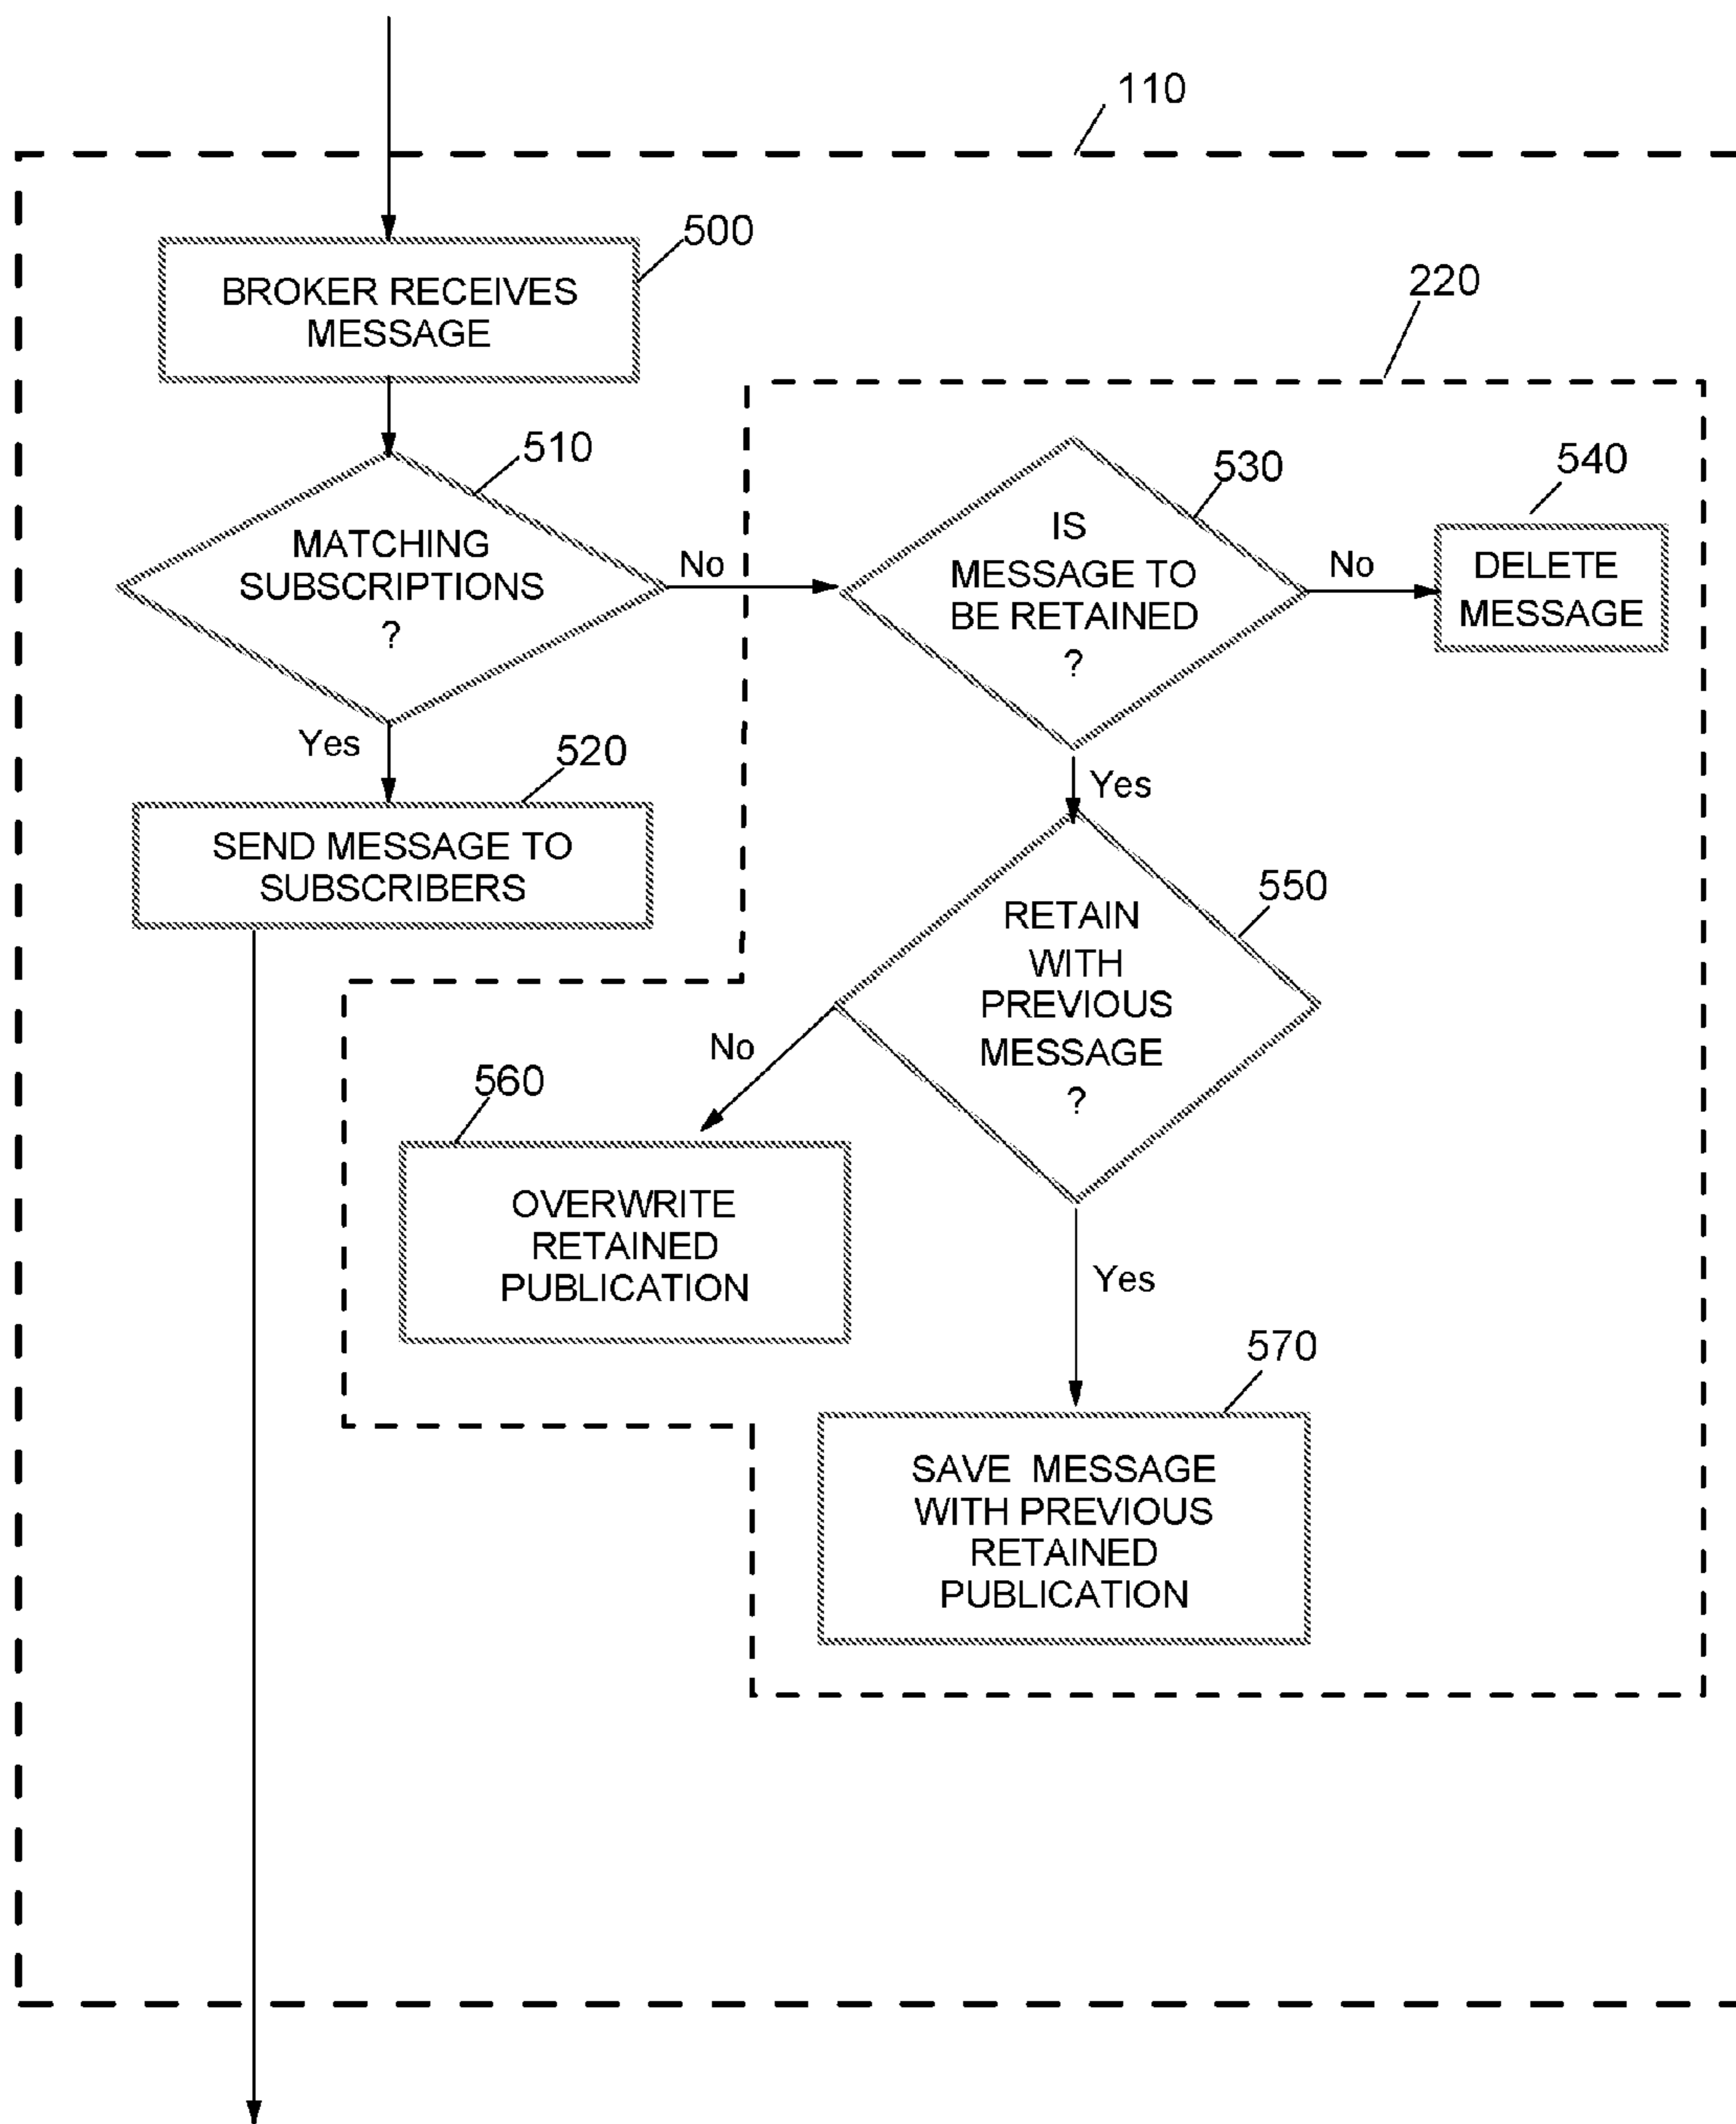 110
500
BROKER RECEIVES
MESSAGE
220
510
MATCHING
SUBSCRIPTIONS
?
No
530
IS
MESSAGE TO
BE RETAINED
?
No
540
DELETE
MESSAGE
Yes
520
SEND MESSAGE TO
SUBSCRIBERS
Yes
550
RETAIN
WITH
PREVIOUS
MESSAGE
?
No
560
OVERWRITE
RETAINED
PUBLICATION
Yes
570
SAVE MESSAGE
WITH PREVIOUS
RETAINED
PUBLICATION